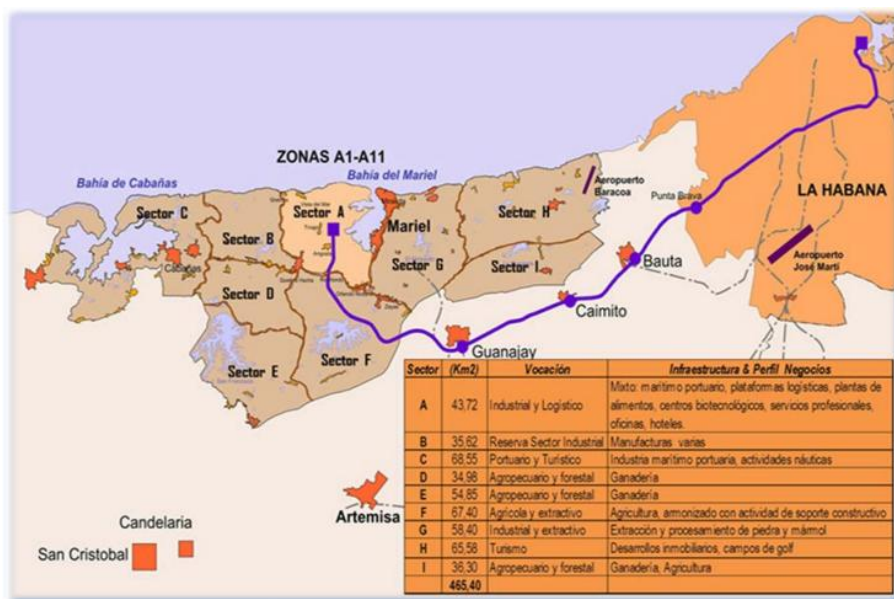 ZONAS A1-A11
Bahía de Cabañas
Bahía del Mariel
Aeropuerto
Baracoa
Sector C
Sector B
Sector A
Mariel
Sector H
Sector G
Sector I
Cabañas
Sector D
Sector E
Sector F
Guanajay
Caimito
Bauta
Punta Brava
LA HABANA
Aeropuerto
José Martí
Artemisa
Candelaria
San Cristobal
Sector (Km2) Vocación Infraestructura & Perfil Negocios
A 43,72 Industrial y Logístico Mixto: marítimo portuario, plataformas logísticas, plantas de
alimentos, centros biotecnológicos, servicios profesionales,
oficinas, hoteles.
B 35,62 Reserva Sector Industrial Manufacturas varias
C 68,55 Portuario y Turístico Industria marítimo portuaria, actividades náuticas
D 34,98 Agropecuario y forestal Ganadería
E 54,85 Agropecuario y forestal Ganadería
F 67,40 Agrícola y extractivo Agricultura, armonizado con actividad de soporte constructivo
G 58,40 Industrial y extractivo Extracción y procesamiento de piedra y mármol
H 65,58 Turismo Desarrollos inmobiliarios, campos de golf
I 36,30 Agropecuario y forestal Ganadería, Agricultura
465,40